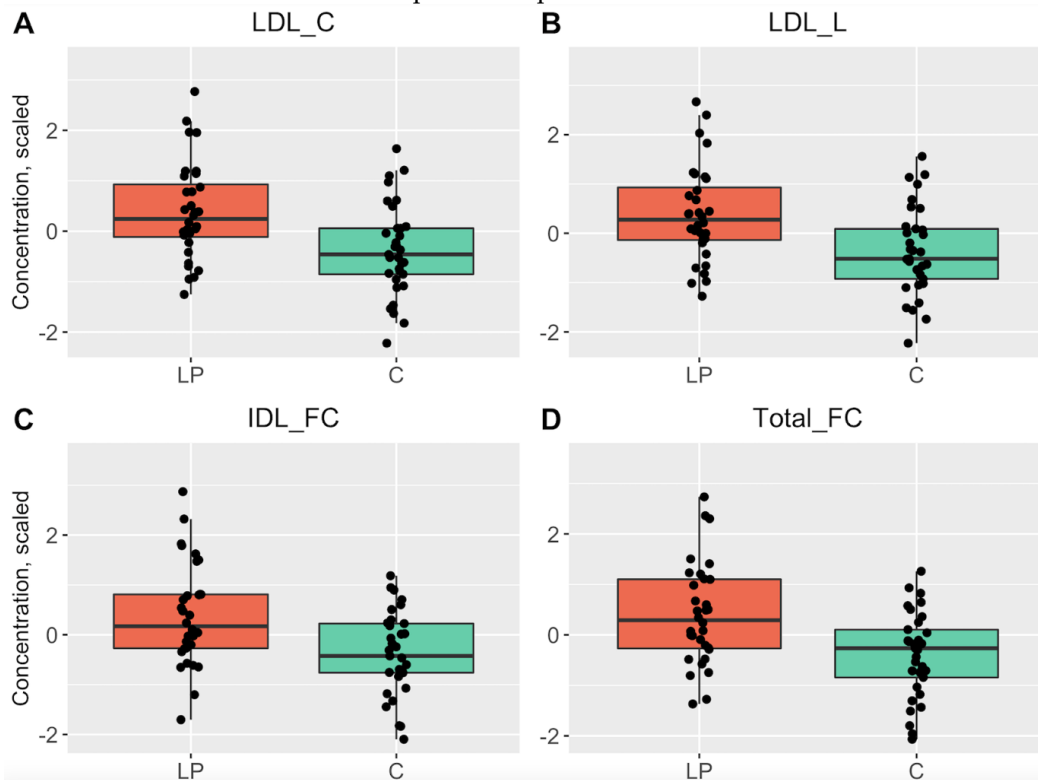 A
LDL_C
Concentration, scaled
2
0
-2
LP
C
B
LDL_L
2
0
-2
LP
C
C
IDL_FC
Concentration, scaled
2
0
-2
LP
C
D
Total_FC
2
0
-2
LP
C